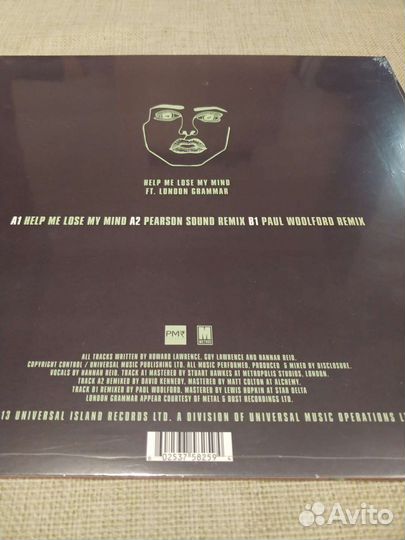 HELP ME LOSE MY MIND
FT. LONDON GRAMMAR
A1 HELP ME LOSE MY MIND A2 PEARSON SOUND REMIX B1 PAUL WOOLFORD REMIX
PMR
M
ALL TRACKS WRITTEN BY HOWARD LAWRENCE, GUY LAWRENCE AND HANNAH REID.
COPYRIGHT CONTROL / UNIVERSAL MUSIC PUBLISHING LTD. ALL MUSIC PERFORMED, PRODUCED & MIXED BY DISCLOSURE.
VOCALS BY HANNAH REID. TRACK A1 MASTERED BY STUART HAWKES AT METROPOLIS STUDIOS, LONDON.
TRACK A2 REMIXED BY DAVID KENNEDY, MASTERED BY MATT COLTON AT ALCHEMY.
TRACK B1 REMIXED BY PAUL WOOLFORD, MASTERED BY LEWIS HOPKIN AT STAR DELTA
LONDON GRAMMAR APPEAR COURTESY OF METAL & DUST RECORDINGS LTD.
13 UNIVERSAL ISLAND RECORDS LTD. A DIVISION OF UNIVERSAL MUSIC OPERATIONS L
02537 58259
Avito